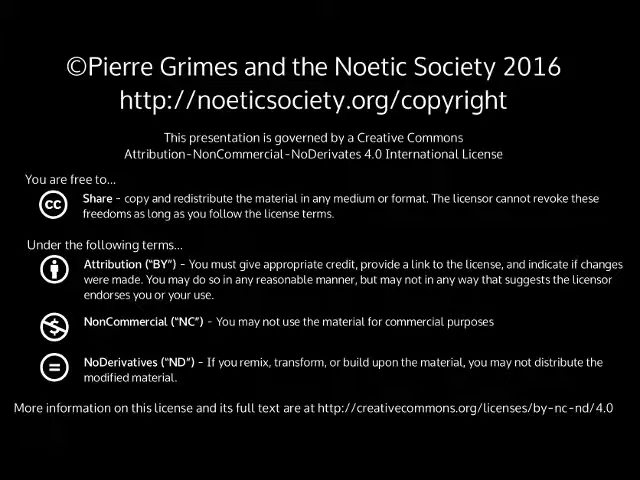 ©Pierre Grimes and the Noetic Society 2016
http://noeticsociety.org/copyright
This presentation is governed by a Creative Commons
Attribution-NonCommercial-NoDerivates 4.0 International License
You are free to...
Share - copy and redistribute the material in any medium or format. The licensor cannot revoke these
freedoms as long as you follow the license terms.
Under the following terms...
Attribution ("BY") - You must give appropriate credit, provide a link to the license, and indicate if changes
were made. You may do so in any reasonable manner, but may not in any way that suggests the licensor
endorses you or your use.
NonCommercial ("NC") - You may not use the material for commercial purposes
NoDerivatives ("ND") - If you remix, transform, or build upon the material, you may not distribute the
modified material.
More information on this license and its full text are at http://creativecommons.org/licenses/by-nc-nd/4.0